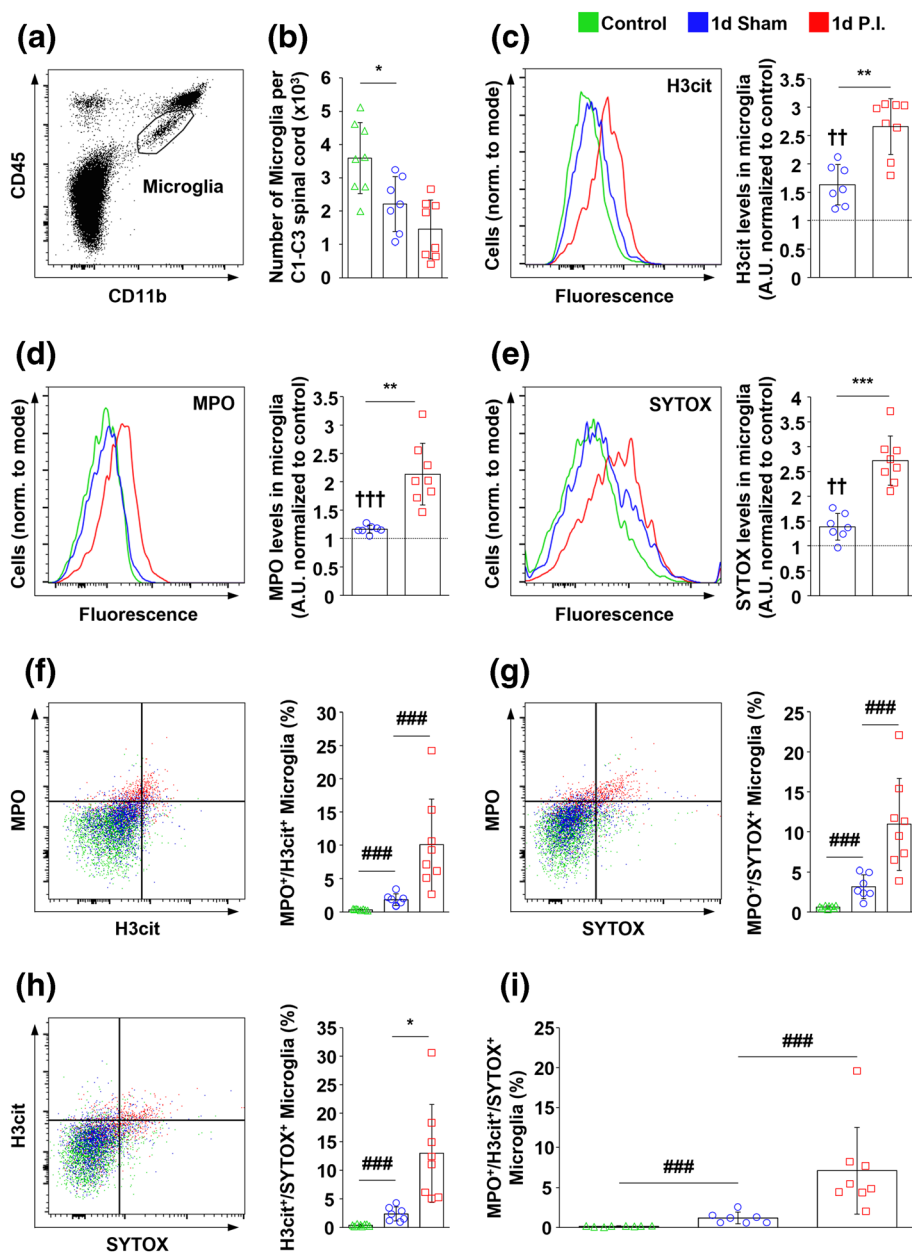 Control 1d Sham 1d P.I.
(a)
CD45
Microglia
CD11b
(b)
Number of Microglia per
C1-C3 spinal cord (x10³)
6
5
4
3
2
1
0
*
(c)
Cells (norm. to mode)
H3cit
Fluorescence
H3cit levels in microglia
(A.U. normalized to control)
3.5
3
2.5
2
1.5
1
0.5
0
**
††
(d)
Cells (norm. to mode)
MPO
Fluorescence
MPO levels in microglia
(A.U. normalized to control)
3.5
3
2.5
2
1.5
1
0.5
0
**
†††
(e)
Cells (norm. to mode)
SYTOX
Fluorescence
SYTOX levels in microglia
(A.U. normalized to control)
4
3.5
3
2.5
2
1.5
1
0.5
0
***
††
(f)
MPO
H3cit
MPO⁺/H3cit⁺ Microglia (%)
30
25
20
15
10
5
0
###
###
(g)
MPO
SYTOX
MPO⁺/SYTOX⁺ Microglia (%)
25
20
15
10
5
0
###
###
(h)
H3cit
SYTOX
H3cit⁺/SYTOX⁺ Microglia (%)
35
30
25
20
15
10
5
0
###
*
(i)
MPO⁺/H3cit⁺/SYTOX⁺
Microglia (%)
25
20
15
10
5
0
###
###